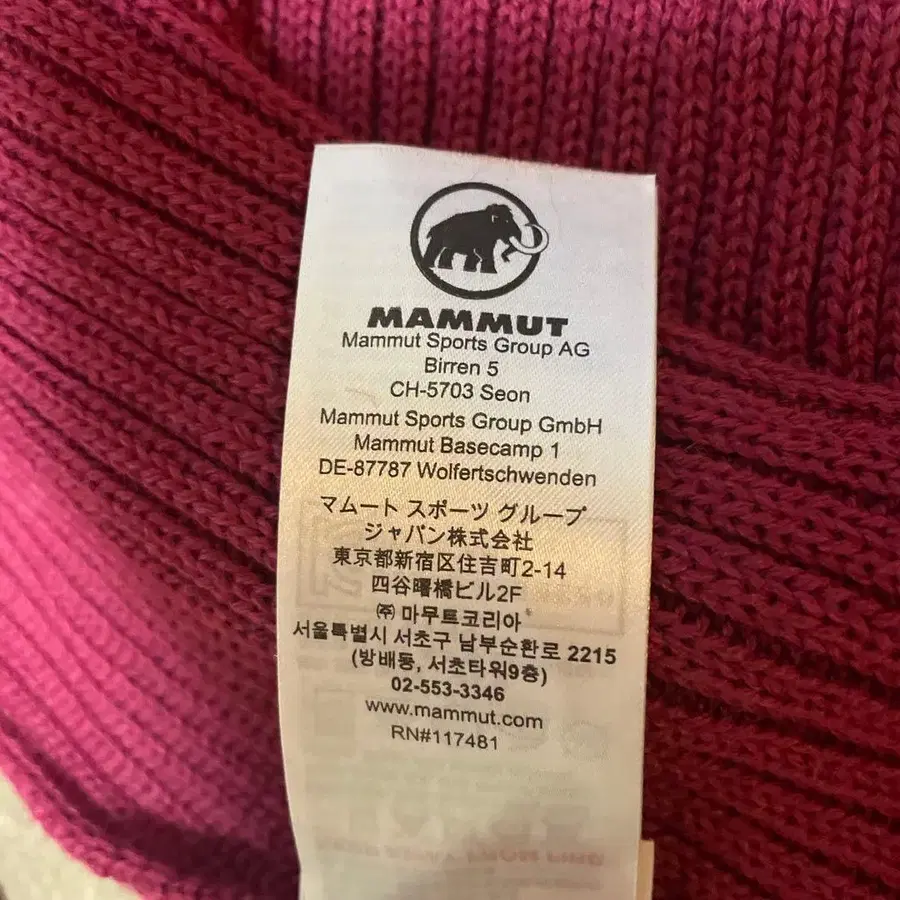 MAMMUT
Mammut Sports Group AG
Birren 5
CH-5703 Seon
Mammut Sports Group GmbH
Mammut Basecamp 1
DE-87787 Wolfertschwenden
マムート スポーツ グループ
ジャパン株式会社
東京都新宿区住吉町2-14
四谷曙橋ビル2F
㈜ 마무트코리아
서울특별시 서초구 남부순환로 2215
(방배동, 서초타워9층)
02-553-3346
www.mammut.com
RN#117481